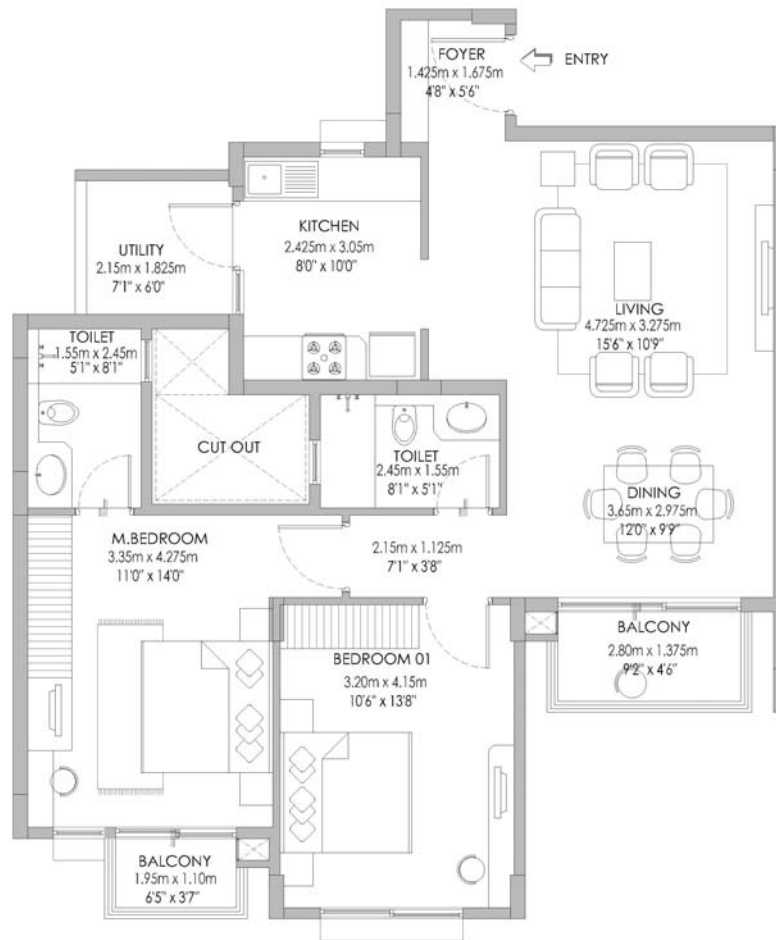 FOYER
1.425m x 1.675m
4'8" x 5'6"
ENTRY
KITCHEN
2.425m x 3.05m
8'0" x 10'0"
UTILITY
2.15m x 1.825m
7'1" x 6'0"
LIVING
4.725m x 3.275m
15'6" x 10'9"
TOILET
1.55m x 2.45m
5'1" x 8'1"
CUT OUT
TOILET
2.45m x 1.55m
8'1" x 5'1"
DINING
3.65m x 2.975m
12'0" x 9'9"
M.BEDROOM
3.35m x 4.275m
11'0" x 14'0"
2.15m x 1.125m
7'1" x 3'8"
BALCONY
2.80m x 1.375m
9'2" x 4'6"
BEDROOM 01
3.20m x 4.15m
10'6" x 13'8"
BALCONY
1.95m x 1.10m
6'5" x 3'7"